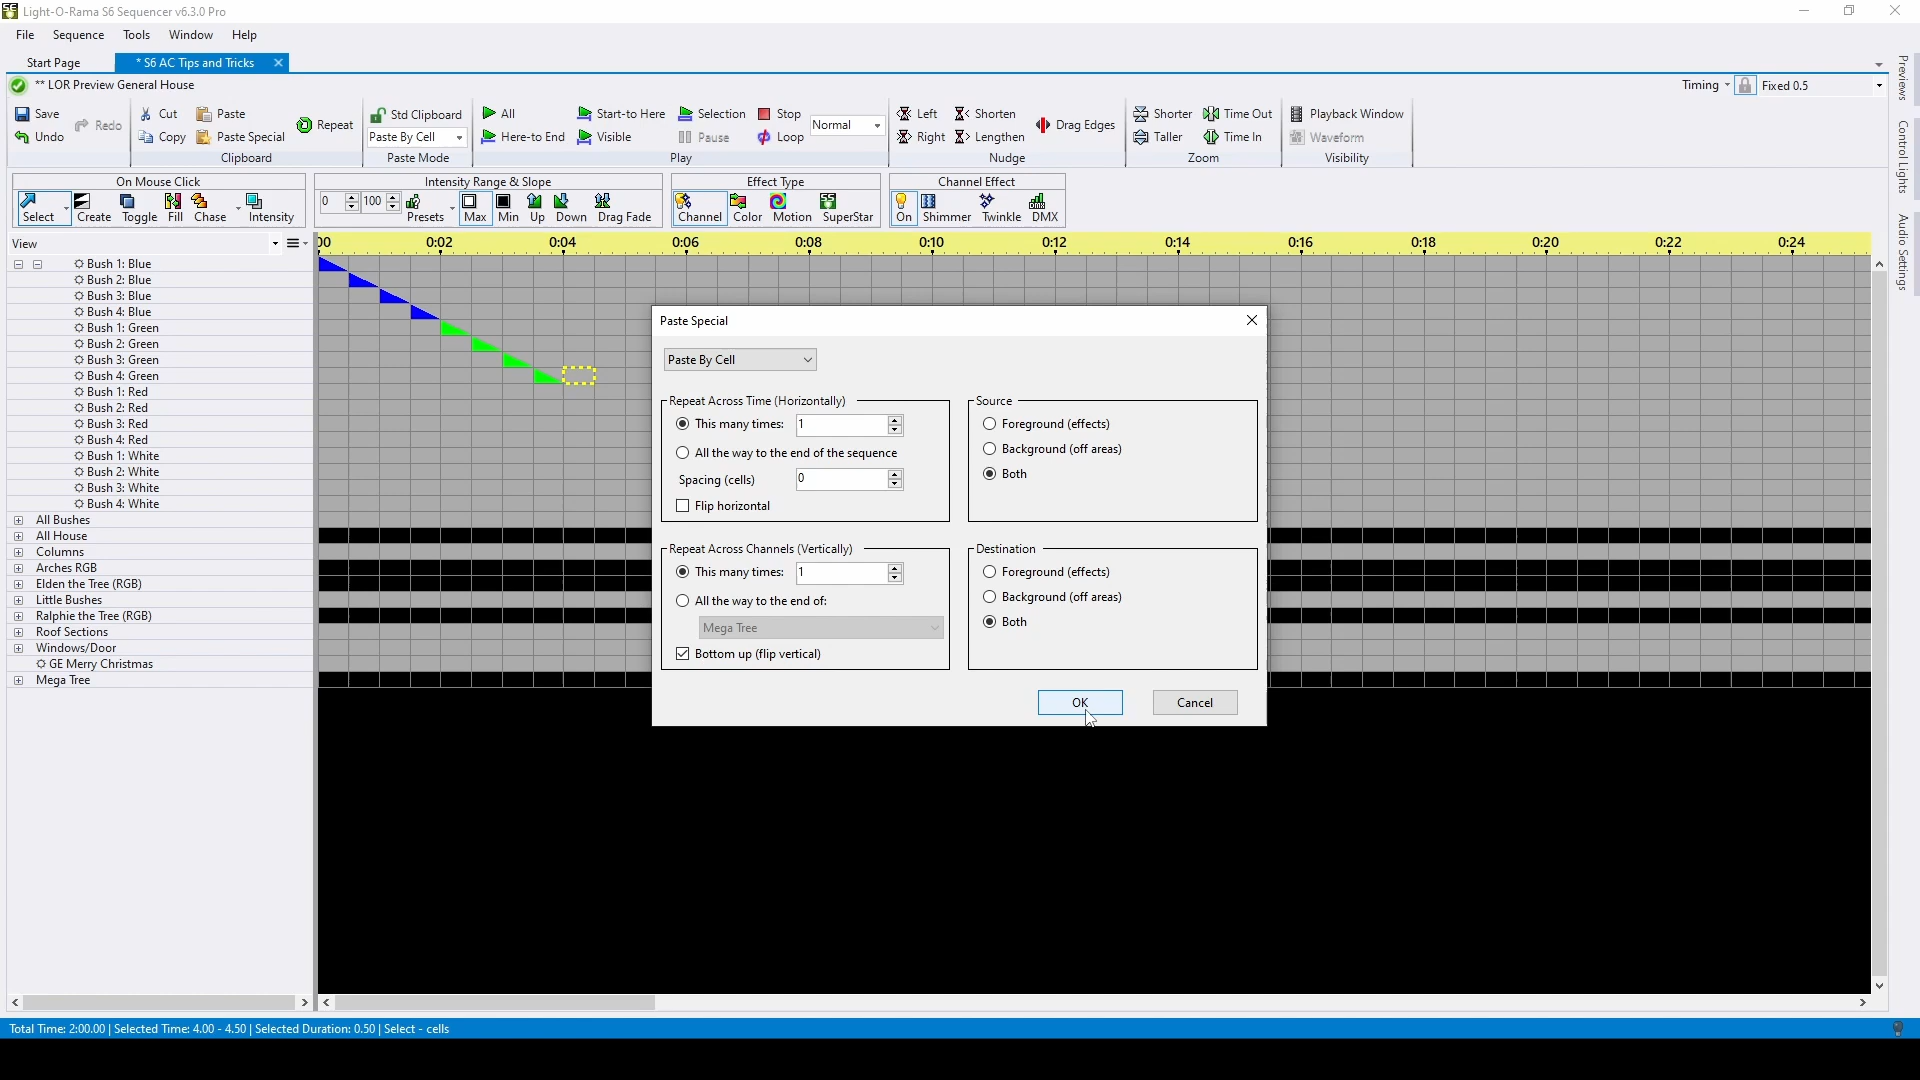 Light-O-Rama S6 Sequencer v6.3.0 Pro
File Sequence Tools Window Help
Start Page * S6 AC Tips and Tricks
** LOR Preview General House Timing Fixed 0.5
Save Cut Paste Repeat Std Clipboard All Start-to Here Selection Stop Normal Left Shorten Drag Edges Shorter Time Out Playback Window
Undo Redo Copy Paste Special Paste By Cell Here-to End Visible Pause Loop Right Lengthen Taller Time In Waveform
Clipboard Paste Mode Play Nudge Zoom Visibility
On Mouse Click Intensity Range & Slope Effect Type Channel Effect
0 100
Select Create Toggle Fill Chase Intensity Presets Max Min Up Down Drag Fade Channel Color Motion SuperStar On Shimmer Twinkle DMX
View 00 0:02 0:04 0:06 0:08 0:10 0:12 0:14 0:16 0:18 0:20 0:22 0:24
Bush 1: Blue
Bush 2: Blue
Bush 3: Blue
Bush 4: Blue
Bush 1: Green
Bush 2: Green
Bush 3: Green
Bush 4: Green
Bush 1: Red
Bush 2: Red
Bush 3: Red
Bush 4: Red
Bush 1: White
Bush 2: White
Bush 3: White
Bush 4: White
All Bushes
All House
Columns
Arches RGB
Elden the Tree (RGB)
Little Bushes
Ralphie the Tree (RGB)
Roof Sections
Windows/Door
GE Merry Christmas
Mega Tree
Paste Special
Paste By Cell
Repeat Across Time (Horizontally)
This many times: 1
All the way to the end of the sequence
Spacing (cells) 0
Flip horizontal
Source
Foreground (effects)
Background (off areas)
Both
Repeat Across Channels (Vertically)
This many times: 1
All the way to the end of:
Mega Tree
Bottom up (flip vertical)
Destination
Foreground (effects)
Background (off areas)
Both
OK Cancel
Previews
Control Lights
Audio Settings
Total Time: 2:00.00 | Selected Time: 4.00 - 4.50 | Selected Duration: 0.50 | Select - cells